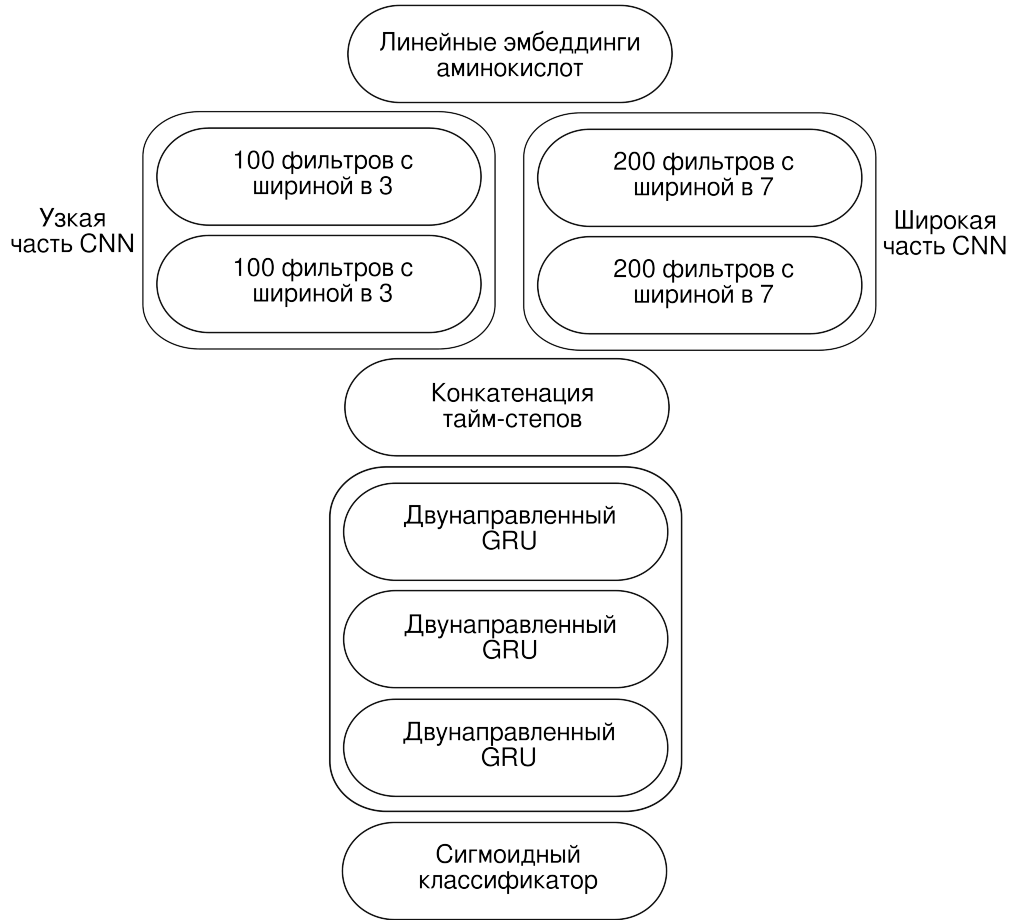 Линейные эмбеддинги
аминокислот
Узкая
часть CNN
100 фильтров с
шириной в 3
100 фильтров с
шириной в 3
200 фильтров с
шириной в 7
200 фильтров с
шириной в 7
Широкая
часть CNN
Конкатенация
тайм-степов
Двунаправленный
GRU
Двунаправленный
GRU
Двунаправленный
GRU
Сигмоидный
классификатор